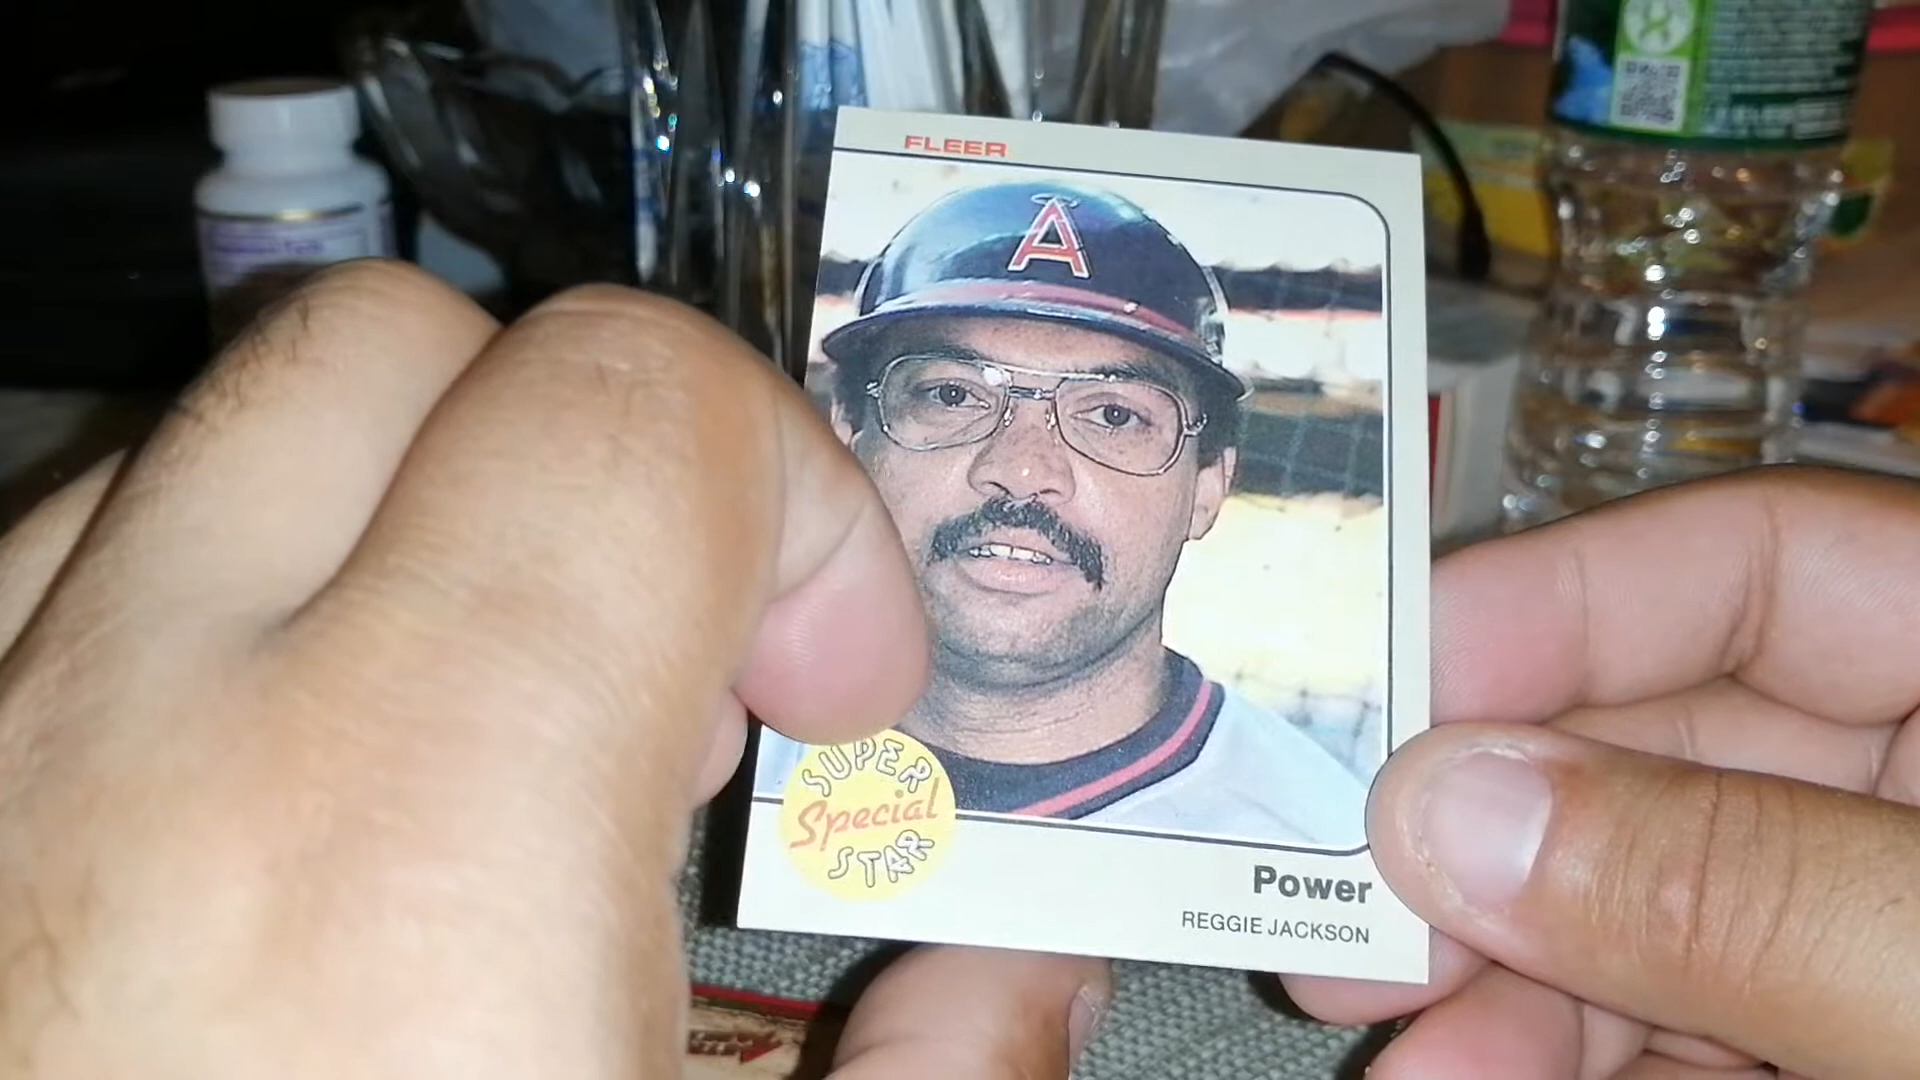 FLEER
A
SUPER
Special
STAR
Power
REGGIE JACKSON